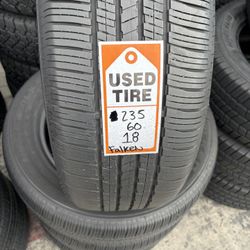 USED
TIRE
235
60
18
Falken